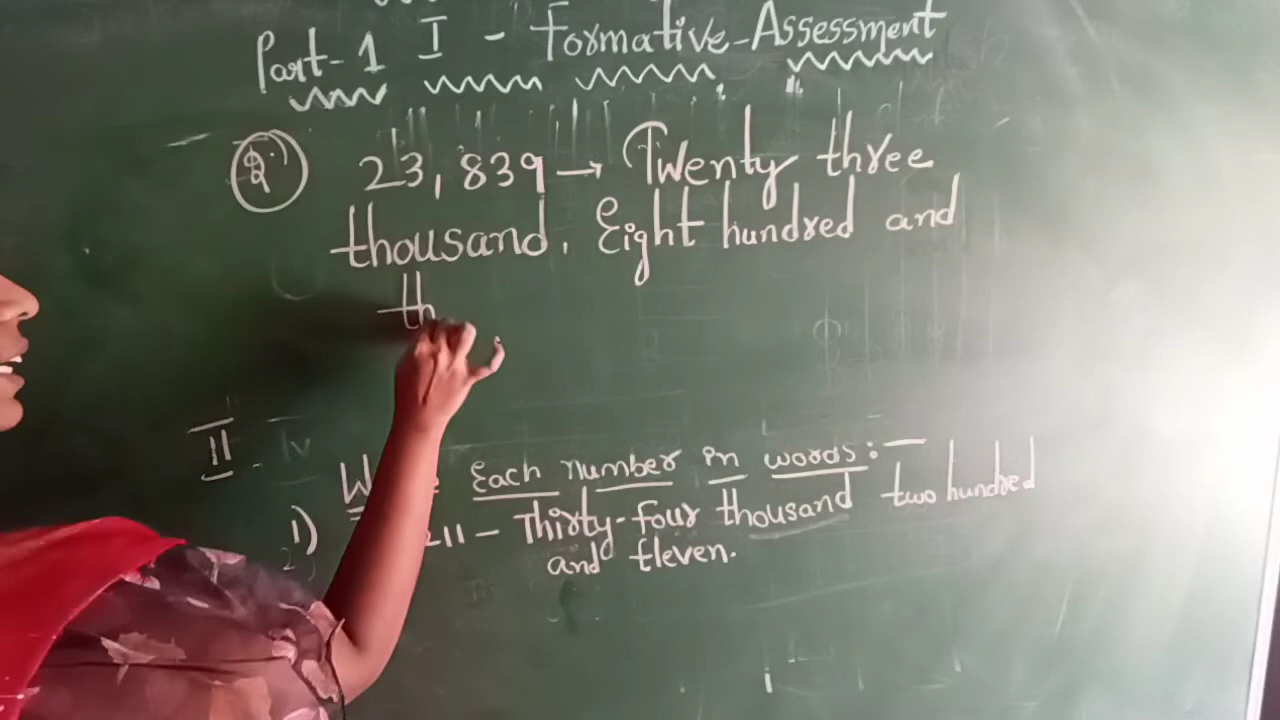 Part-1 I - Formative-Assessment
23,839 → Twenty three
thousand, Eight hundred and
th
II
Each number in words:-
1) 211 - Thirty-four thousand two hundred
and Eleven.